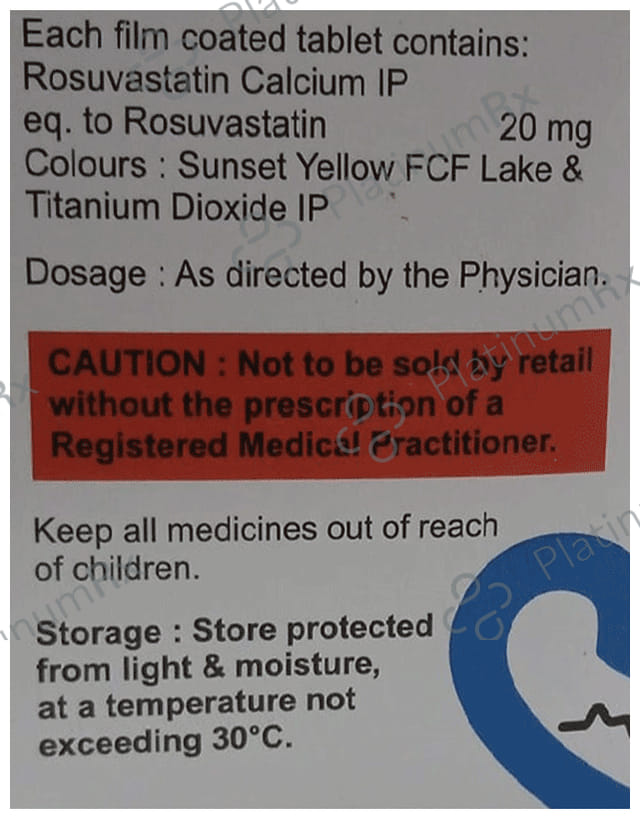 Each film coated tablet contains:
Rosuvastatin Calcium IP
eq. to Rosuvastatin 20 mg
Colours : Sunset Yellow FCF Lake &
Titanium Dioxide IP
Dosage : As directed by the Physician.
CAUTION : Not to be sold by retail
without the prescription of a
Registered Medical Practitioner.
Keep all medicines out of reach
of children.
Storage : Store protected
from light & moisture,
at a temperature not
exceeding 30°C.
PlatinumRx
PlatinumRx